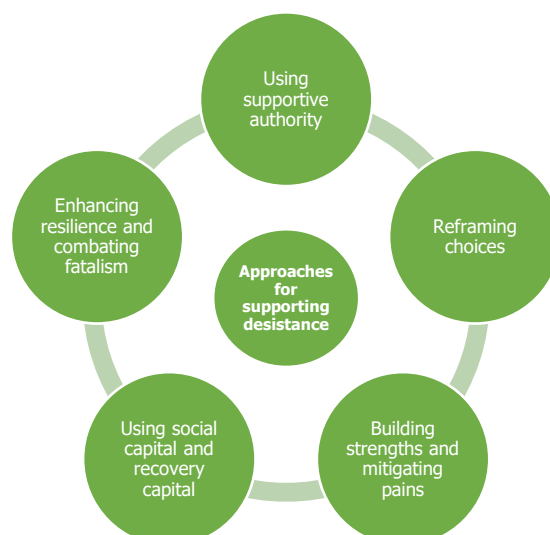 Using
supportive
authority
Reframing
choices
Building
strengths and
mitigating
pains
Using social
capital and
recovery
capital
Enhancing
resilience and
combating
fatalism
Approaches
for
supporting
desistance